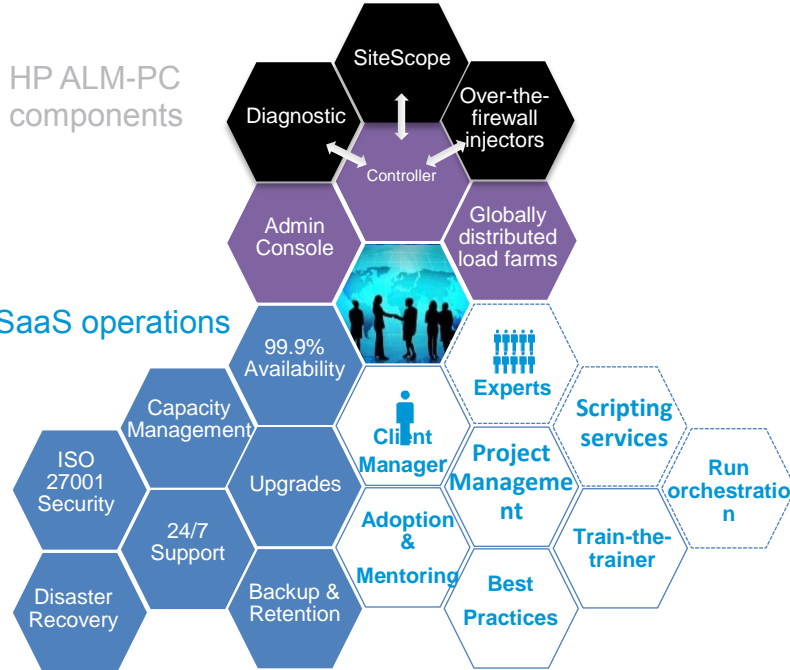 HP ALM-PC
components
SiteScope
Diagnostic
Over-the-
firewall
injectors
Controller
Admin
Console
Globally
distributed
load farms
SaaS operations
99.9%
Availability
Experts
Capacity
Management
Client
Manager
Scripting
services
ISO
27001
Security
Upgrades
Project
Manageme
nt
Run
orchestratio
n
24/7
Support
Adoption
&
Mentoring
Train-the-
trainer
Disaster
Recovery
Backup &
Retention
Best
Practices